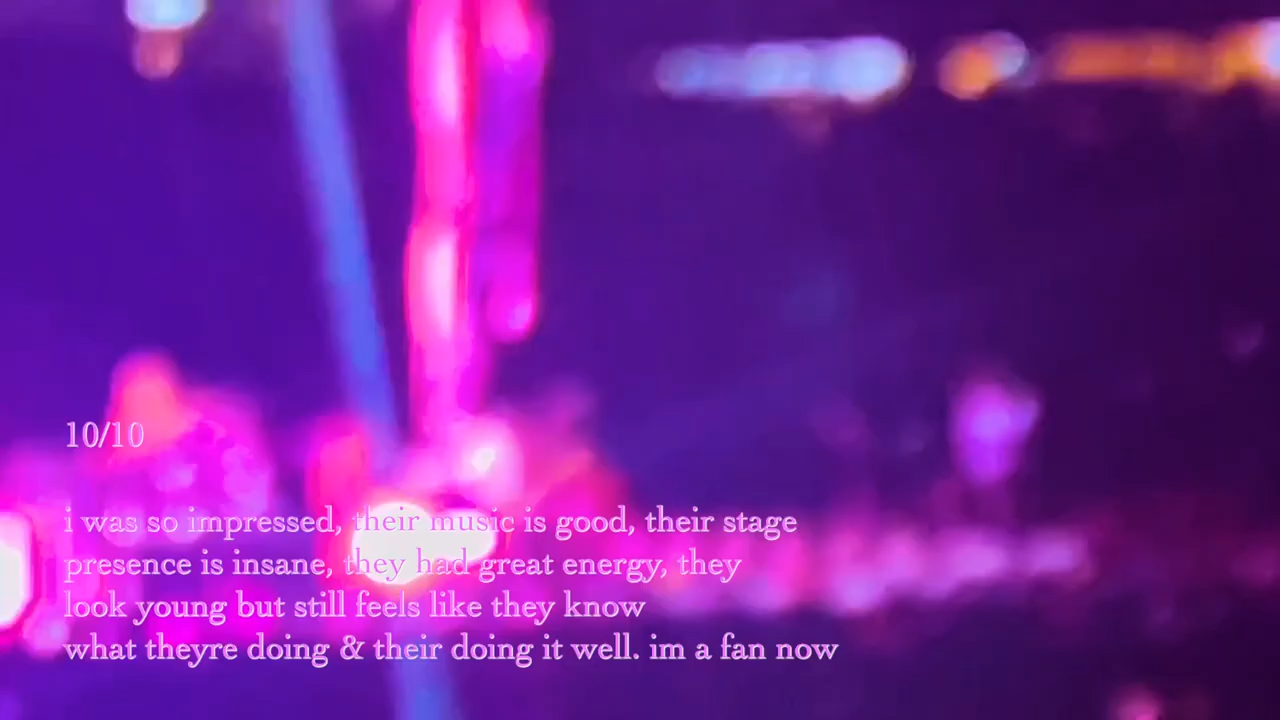 10/10
i was so impressed, their music is good, their stage
presence is insane, they had great energy, they
look young but still feels like they know
what theyre doing & their doing it well. im a fan now